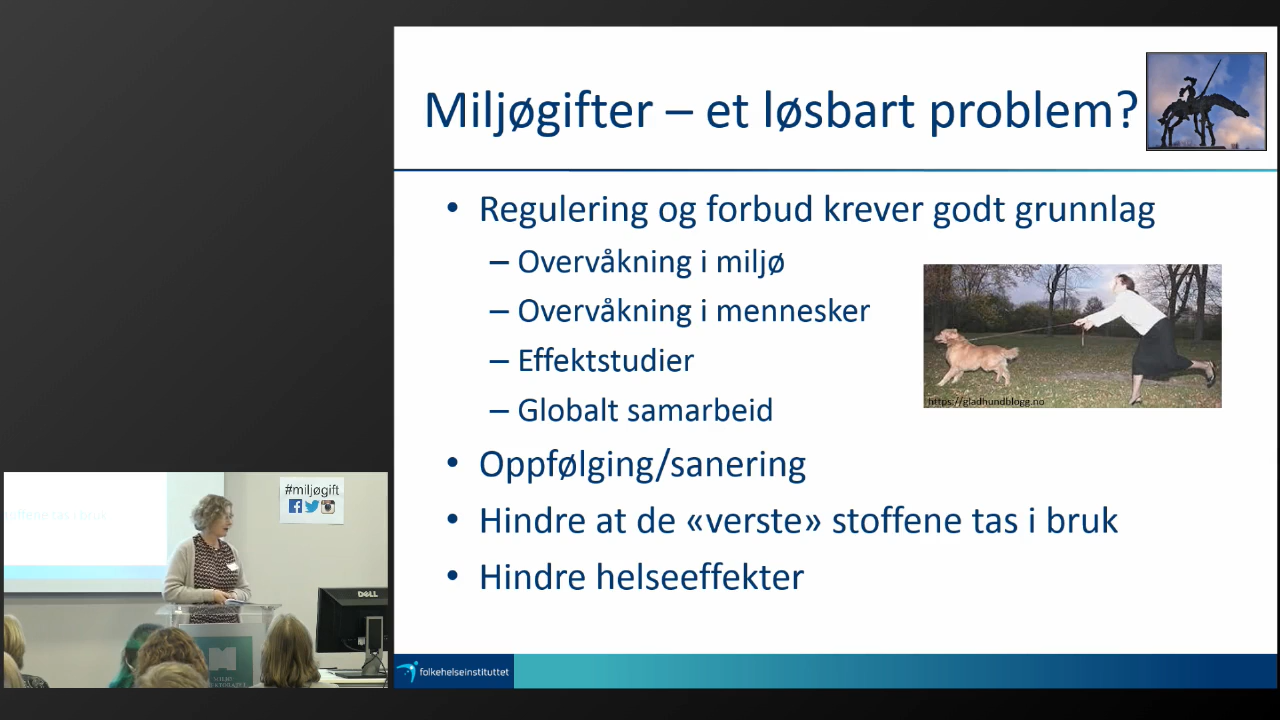 Miljøgifter – et løsbart problem?
• Regulering og forbud krever godt grunnlag
– Overvåkning i miljø
– Overvåkning i mennesker
– Effektstudier
– Globalt samarbeid
https://gladhundblogg.no
• Oppfølging/sanering
• Hindre at de «verste» stoffene tas i bruk
• Hindre helseeffekter
folkehelseinstituttet
#miljøgift
stoffene tas i bruk
DELL